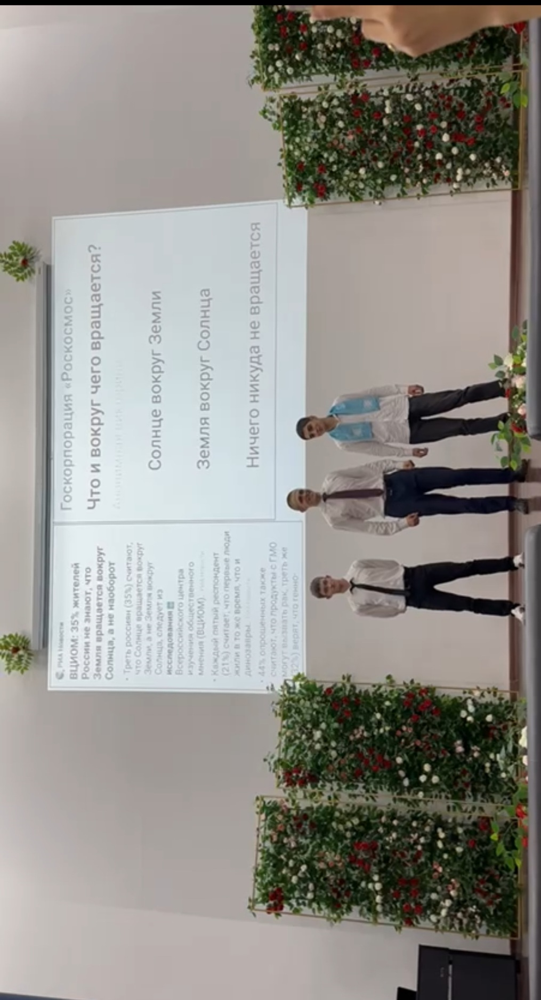 РИА Новости
ВЦИОМ: 35% жителей
России не знают, что
Земля вращается вокруг
Солнца, а не наоборот
• Треть россиян (35%) считают,
что Солнце вращается вокруг
Земли, а не Земля вокруг
Солнца, следует из
исследования
Всероссийского центра
изучения общественного
мнения (ВЦИОМ).
• Каждый пятый респондент
(21%) считает, что первые люди
жили в то же время, что и
динозавры.
• 44% опрошенных также
считают, что продукты с ГМО
могут вызвать рак, треть же
(32%) верят, что генно-
Госкорпорация «Роскосмос»
Что и вокруг чего вращается?
Анонимная викторина
Солнце вокруг Земли
Земля вокруг Солнца
Ничего никуда не вращается